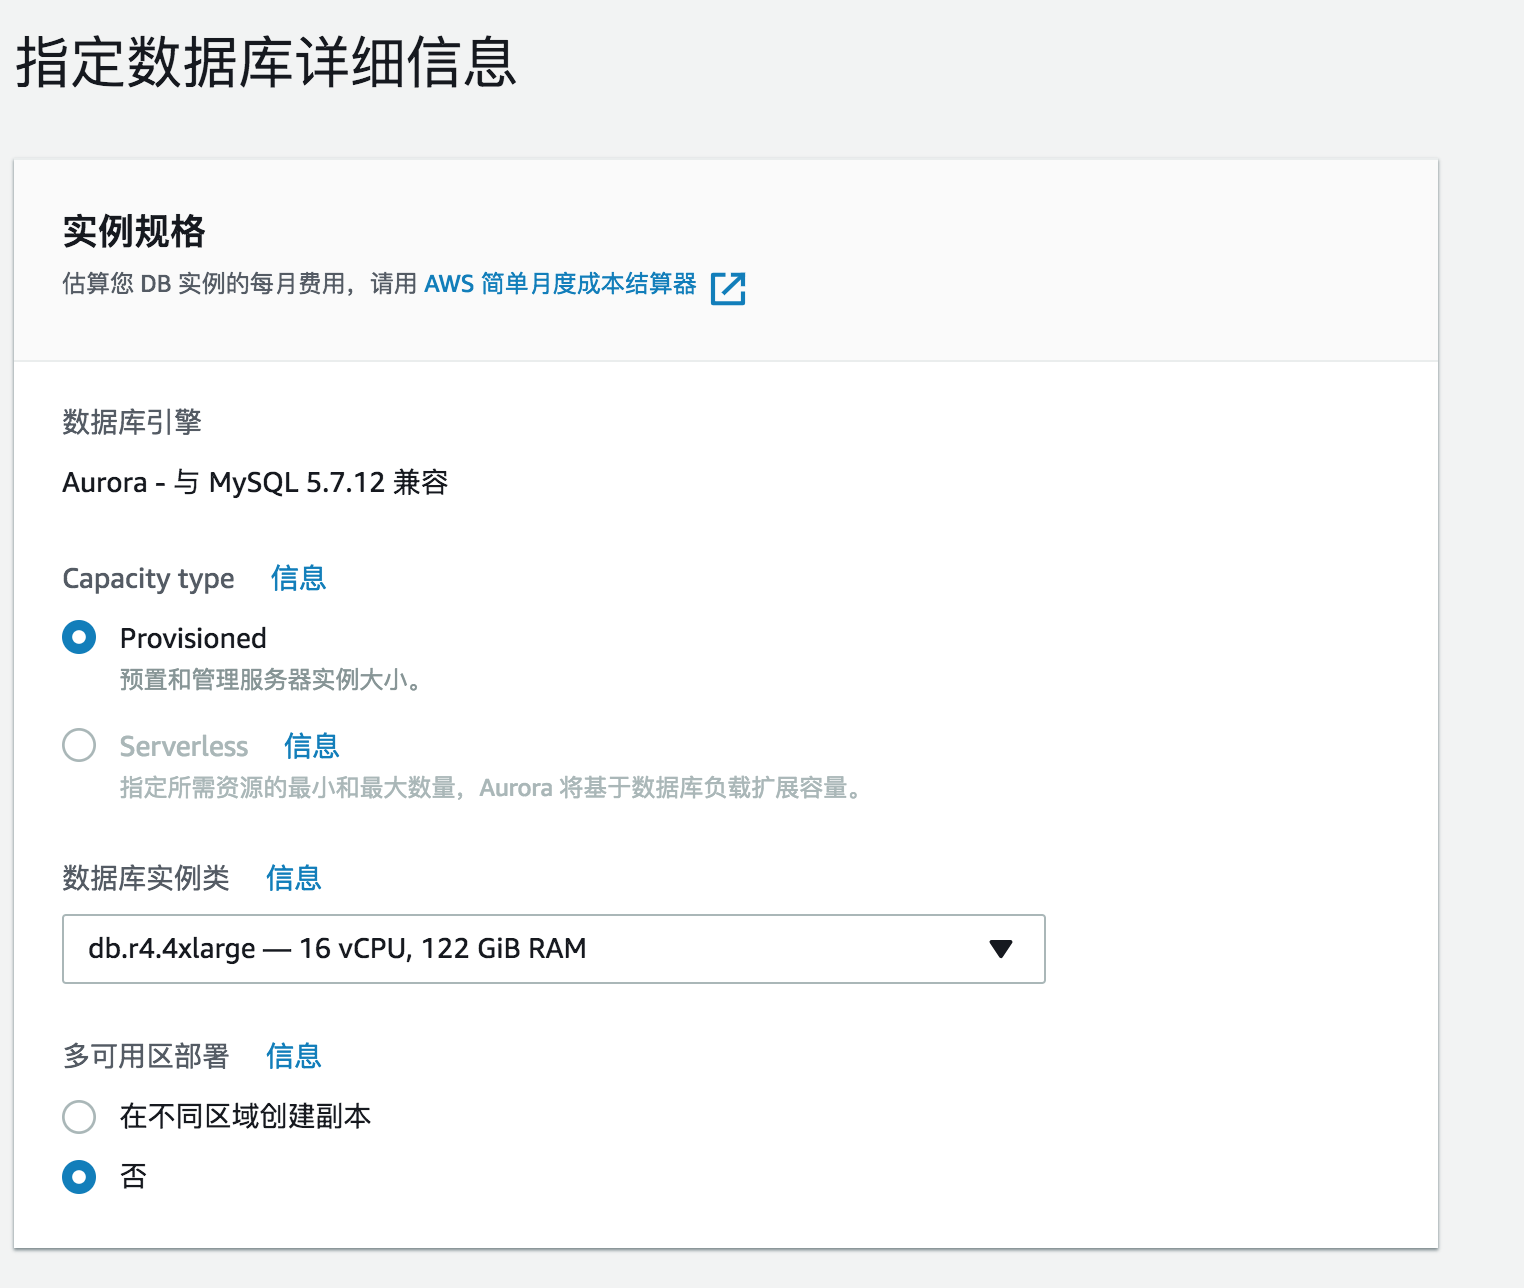 指定数据库详细信息
实例规格
估算您 DB 实例的每月费用，请用 AWS 简单月度成本结算器
数据库引擎
Aurora - 与 MySQL 5.7.12 兼容
Capacity type 信息
Provisioned
预置和管理服务器实例大小。
Serverless 信息
指定所需资源的最小和最大数量，Aurora 将基于数据库负载扩展容量。
数据库实例类 信息
db.r4.4xlarge — 16 vCPU, 122 GiB RAM
多可用区部署 信息
在不同区域创建副本
否